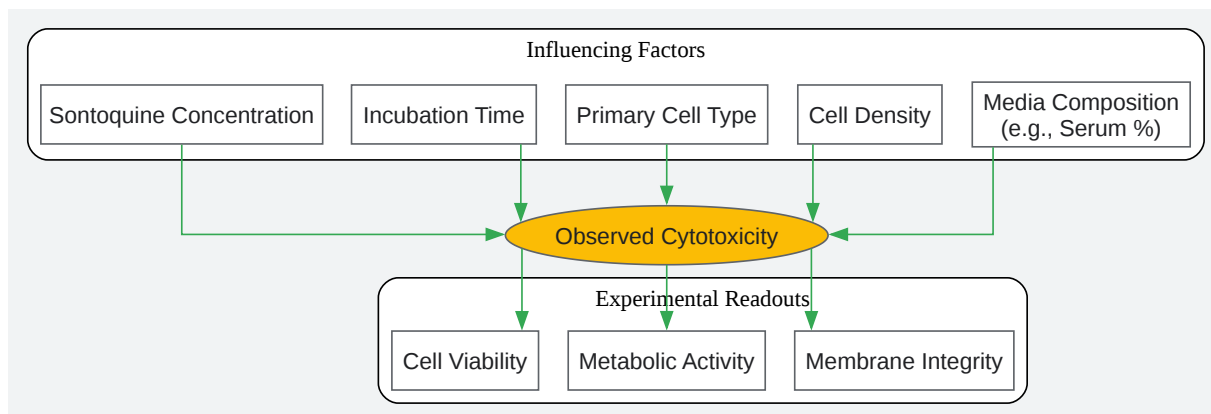 Influencing Factors
Sontoquine Concentration
Incubation Time
Primary Cell Type
Cell Density
Media Composition
(e.g., Serum %)
Observed Cytotoxicity
Experimental Readouts
Cell Viability
Metabolic Activity
Membrane Integrity